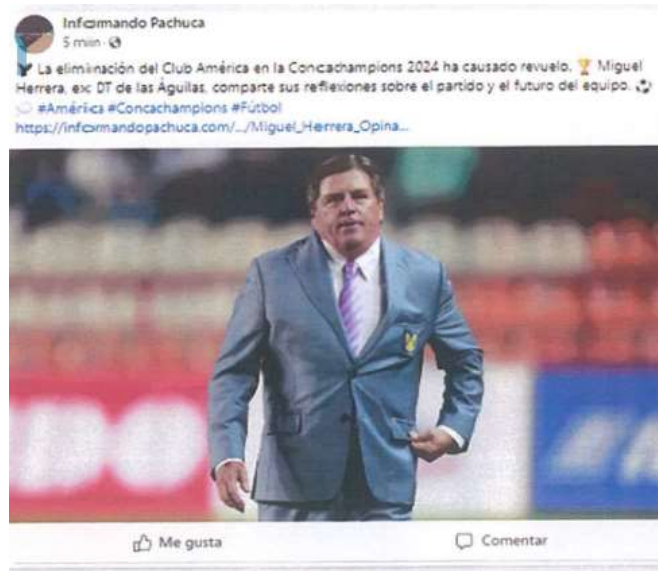 Informando Pachuca
5 min
La eliminación del Club América en la Concachampions 2024 ha causado revuelo. Miguel
Herrera, ex DT de las Águilas, comparte sus reflexiones sobre el partido y el futuro del equipo.
#América #Concachampions #Fútbol
https://informandopachuca.com/.../Miguel_Herrera_Opina...
Me gusta
Comentar